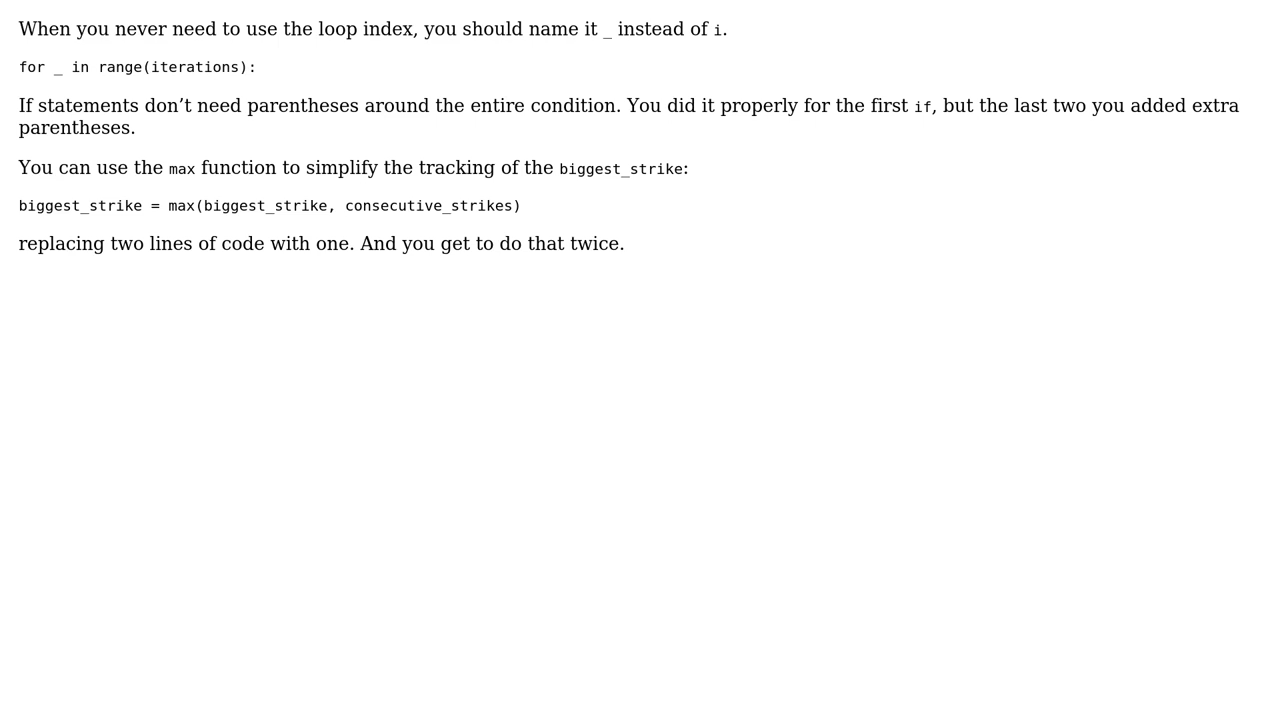 When you never need to use the loop index, you should name it _ instead of i.
for _ in range(iterations):
If statements don’t need parentheses around the entire condition. You did it properly for the first if, but the last two you added extra
parentheses.
You can use the max function to simplify the tracking of the biggest_strike:
biggest_strike = max(biggest_strike, consecutive_strikes)
replacing two lines of code with one. And you get to do that twice.